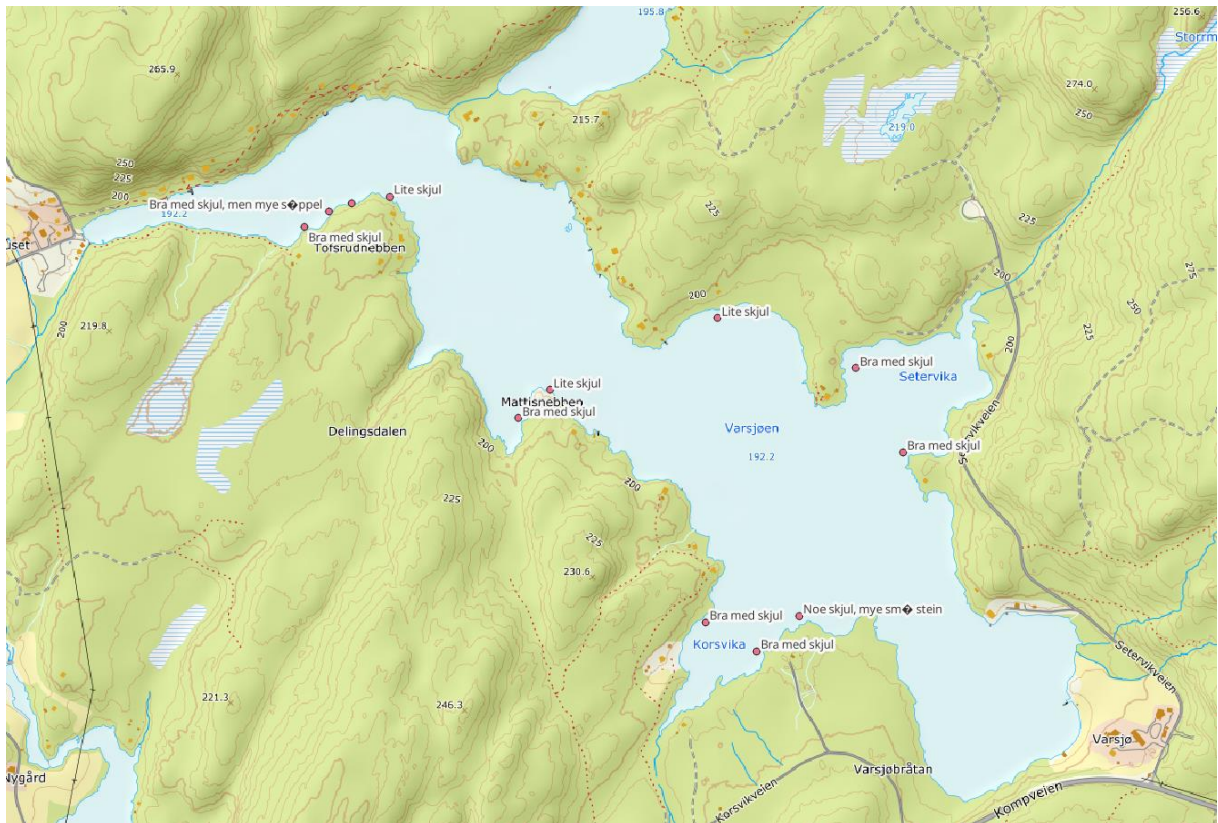 195.8
256.6
Storrm
265.9
274.0
215.7
219.0
250
225
200
Lite skjul
Bra med skjul, men mye s�ppel
192.2
Bra med skjul
Tofsrudnebben
uset
225
225
275
200
250
200
Lite skjul
225
219.8
200
200
Bra med skjul
Setervika
Lite skjul
Mattisnebben
Bra med skjul
Delingsdalen
200
Varsjøen
192.2
Bra med skjul
Setervikveien
200
225
225
230.6
Bra med skjul
Noe skjul, mye sm� stein
Korsvika
Bra med skjul
Setervikveien
221.3
246.3
Varsjø
Nygård
Varsjøbråtan
Korsvikveien
Kompveien